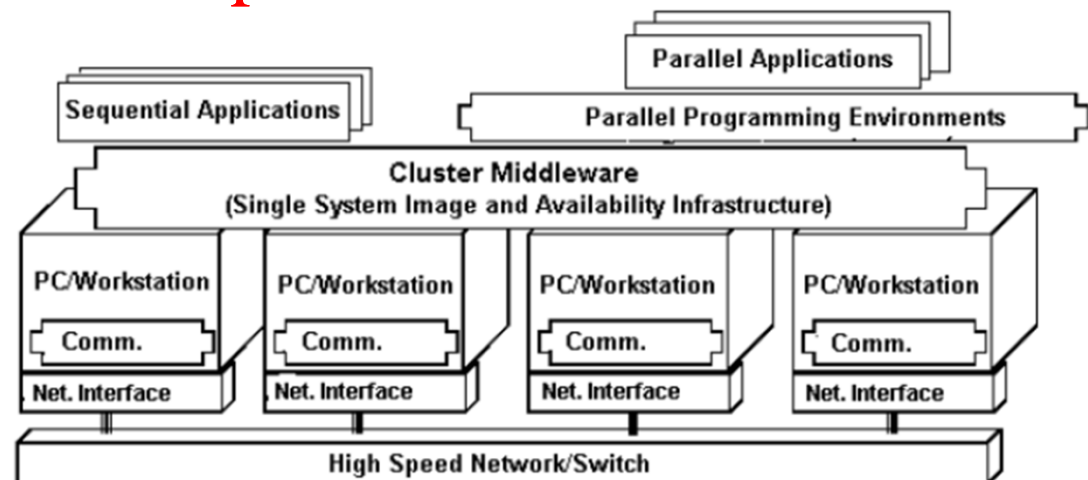 Parallel Applications
Sequential Applications
Parallel Programming Environments
Cluster Middleware
(Single System Image and Availability Infrastructure)
PC/Workstation
PC/Workstation
PC/Workstation
PC/Workstation
Comm.
Comm.
Comm.
Comm.
Net. Interface
Net. Interface
Net. Interface
Net. Interface
High Speed Network/Switch